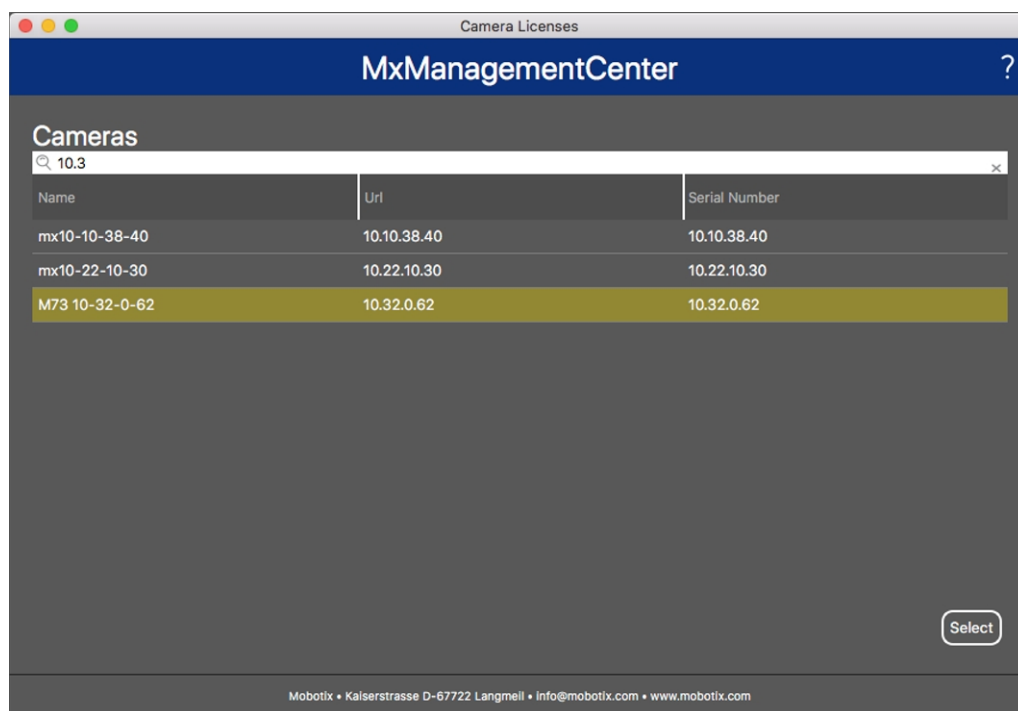 Camera Licenses
MxManagementCenter ?
Cameras
10.3
Name Url Serial Number
mx10-10-38-40 10.10.38.40 10.10.38.40
mx10-22-10-30 10.22.10.30 10.22.10.30
M73 10-32-0-62 10.32.0.62 10.32.0.62
Select
Mobotix • Kaiserstrasse D-67722 Langmeil • info@mobotix.com • www.mobotix.com